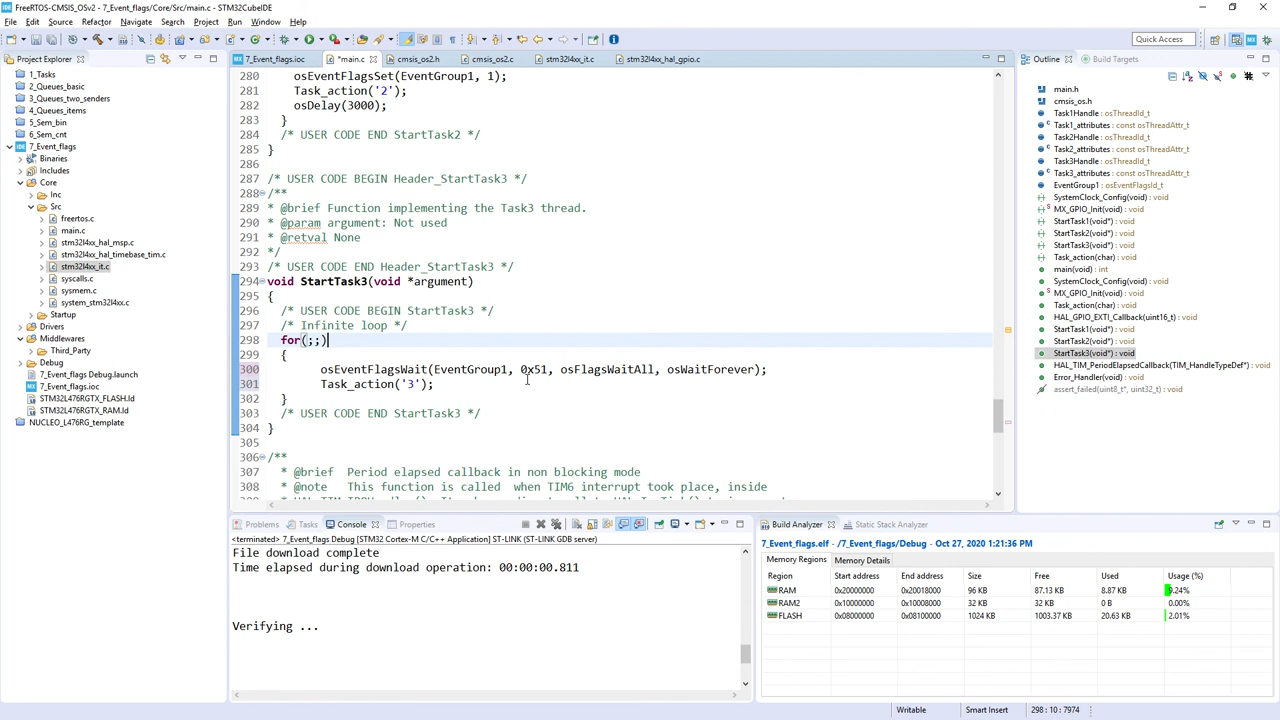 FreeRTOS-CMSIS_OSv2 - 7_Event_flags/Core/Src/main.c - STM32CubeIDE
File Edit Source Refactor Navigate Search Project Run Window Help
Quick Access
Project Explorer
1_Tasks
2_Queues_basic
3_Queues_two_senders
4_Queues_items
5_Sem_bin
6_Sem_cnt
7_Event_flags
Binaries
Includes
Core
Inc
Src
freertos.c
main.c
stm32l4xx_hal_msp.c
stm32l4xx_hal_timebase_tim.c
stm32l4xx_it.c
syscalls.c
sysmem.c
system_stm32l4xx.c
Startup
Drivers
Middlewares
Third_Party
Debug
7_Event_flags Debug.launch
7_Event_flags.ioc
STM32L476RGTX_FLASH.ld
STM32L476RGTX_RAM.ld
NUCLEO_L476RG_template
7_Event_flags.ioc *main.c cmsis_os2.h cmsis_os2.c stm32l4xx_it.c stm32l4xx_hal_gpio.c
280 osEventFlagsSet(EventGroup1, 1);
281 Task_action('2');
282 osDelay(3000);
283 }
284 /* USER CODE END StartTask2 */
285 }
286
287 /* USER CODE BEGIN Header_StartTask3 */
288 /**
289 * @brief Function implementing the Task3 thread.
290 * @param argument: Not used
291 * @retval None
292 */
293 /* USER CODE END Header_StartTask3 */
294 void StartTask3(void *argument)
295 {
296 /* USER CODE BEGIN StartTask3 */
297 /* Infinite loop */
298 for(;;)
299 {
300 osEventFlagsWait(EventGroup1, 0x51, osFlagsWaitAll, osWaitForever);
301 Task_action('3');
302 }
303 /* USER CODE END StartTask3 */
304 }
305
306 /**
307 * @brief Period elapsed callback in non blocking mode
308 * @note This function is called when TIM6 interrupt took place, inside
Outline Build Targets
main.h
cmsis_os.h
Task1Handle : osThreadId_t
Task1_attributes : const osThreadAttr_t
Task2Handle : osThreadId_t
Task2_attributes : const osThreadAttr_t
Task3Handle : osThreadId_t
Task3_attributes : const osThreadAttr_t
EventGroup1 : osEventFlagsId_t
SystemClock_Config(void) : void
MX_GPIO_Init(void) : void
StartTask1(void*) : void
StartTask2(void*) : void
StartTask3(void*) : void
Task_action(char) : void
main(void) : int
SystemClock_Config(void) : void
MX_GPIO_Init(void) : void
Task_action(char) : void
HAL_GPIO_EXTI_Callback(uint16_t) : void
StartTask1(void*) : void
StartTask2(void*) : void
StartTask3(void*) : void
HAL_TIM_PeriodElapsedCallback(TIM_HandleTypeDef*) : void
Error_Handler(void) : void
assert_failed(uint8_t*, uint32_t) : void
Problems Tasks Console Properties
<terminated> 7_Event_flags Debug [STM32 Cortex-M C/C++ Application] ST-LINK (ST-LINK GDB server)
File download complete
Time elapsed during download operation: 00:00:00.811
Verifying ...
Build Analyzer Static Stack Analyzer
7_Event_flags.elf - /7_Event_flags/Debug - Oct 27, 2020 1:21:36 PM
Memory Regions Memory Details
Region Start address End address Size Free Used Usage (%)
RAM 0x20000000 0x20018000 96 KB 87.13 KB 8.87 KB 9.24%
RAM2 0x10000000 0x10008000 32 KB 32 KB 0 B 0.00%
FLASH 0x08000000 0x08100000 1024 KB 1003.37 KB 20.63 KB 2.01%
Writable Smart Insert 298 : 10 : 7974